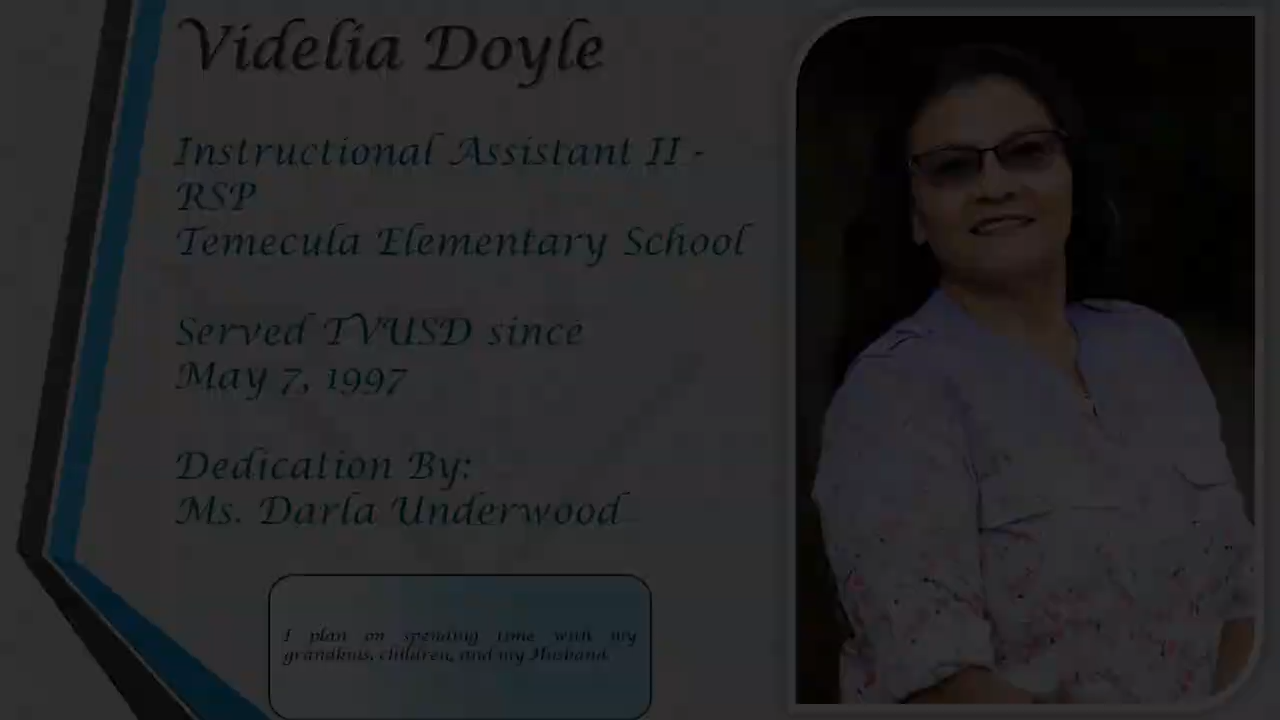 Videlia Doyle
Instructional Assistant II -
RSP
Temecula Elementary School
Served TVUSD since
May 7, 1997
Dedication By:
Ms. Darla Underwood
I plan on spending time with my
grandkids, children, and my Husband.